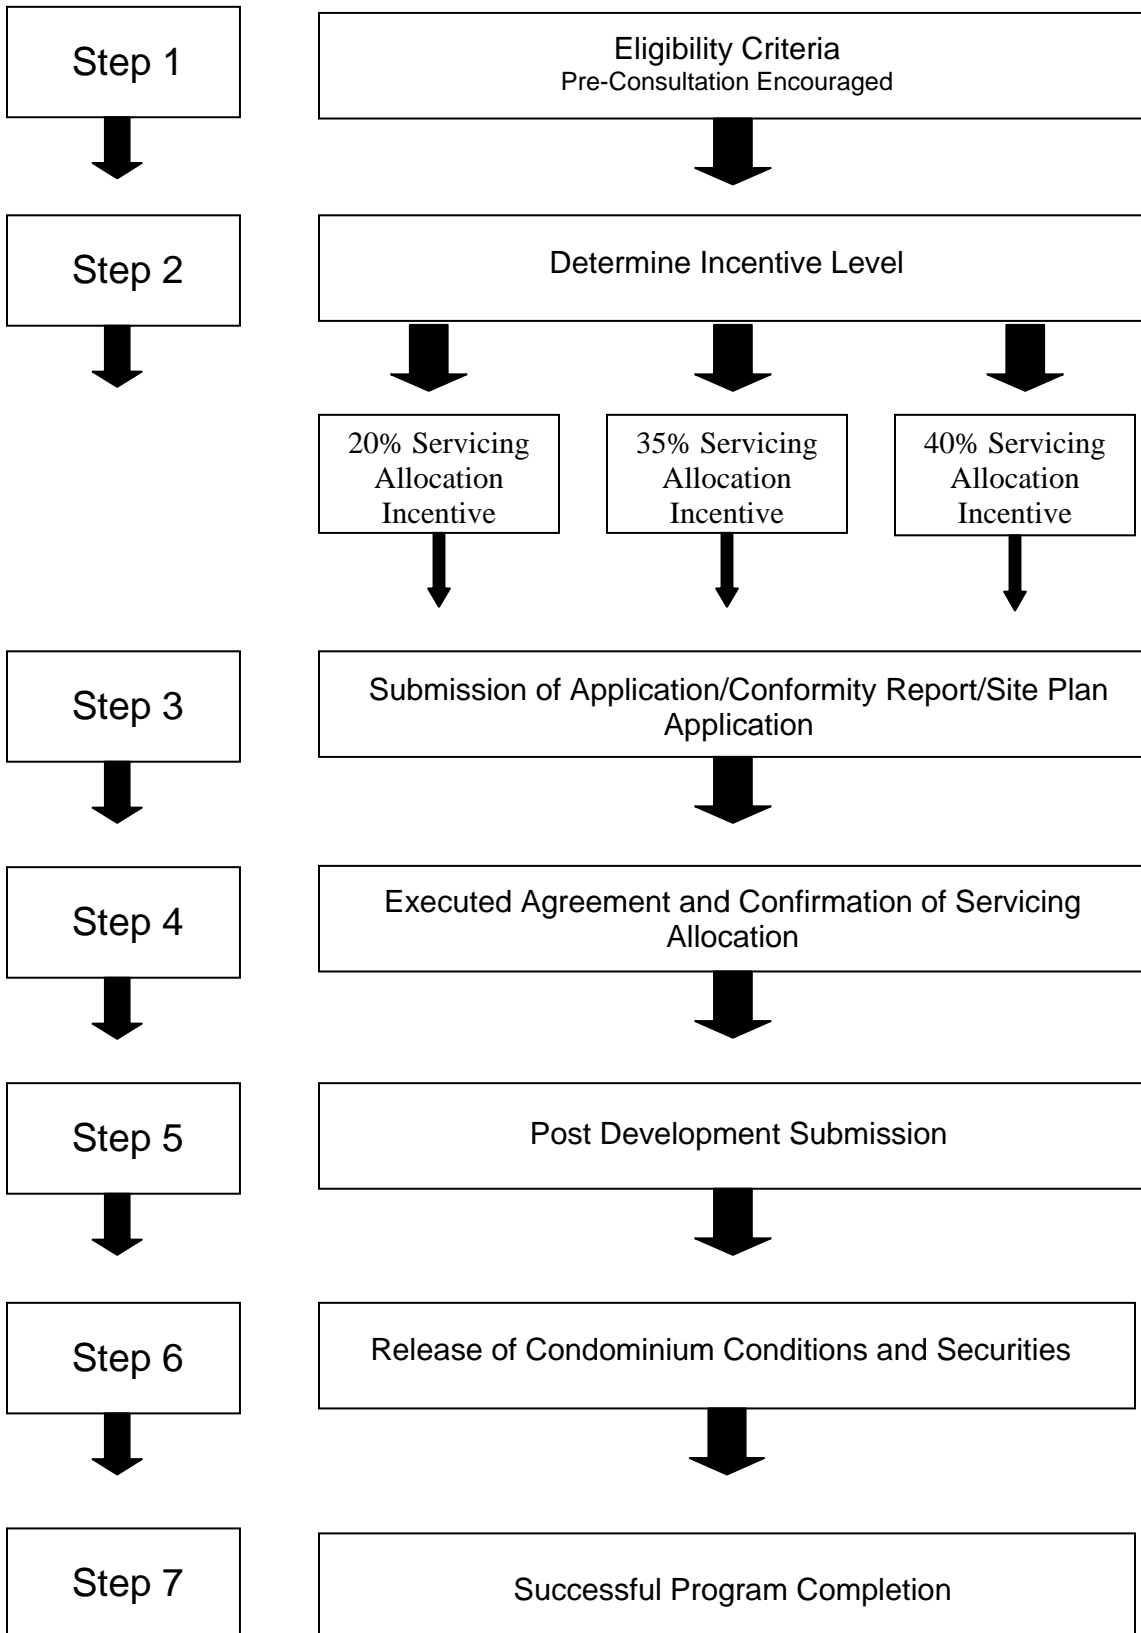 Step 1
Eligibility Criteria
Pre-Consultation Encouraged
Step 2
Determine Incentive Level
20% Servicing
Allocation
Incentive
35% Servicing
Allocation
Incentive
40% Servicing
Allocation
Incentive
Step 3
Submission of Application/Conformity Report/Site Plan
Application
Step 4
Executed Agreement and Confirmation of Servicing
Allocation
Step 5
Post Development Submission
Step 6
Release of Condominium Conditions and Securities
Step 7
Successful Program Completion